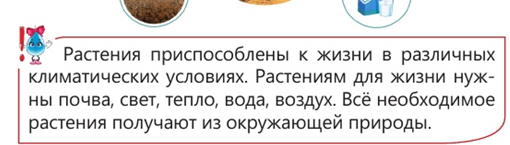 Растения приспособлены к жизни в различных
климатических условиях. Растениям для жизни нуж-
ны почва, свет, тепло, вода, воздух. Всё необходимое
растения получают из окружающей природы.